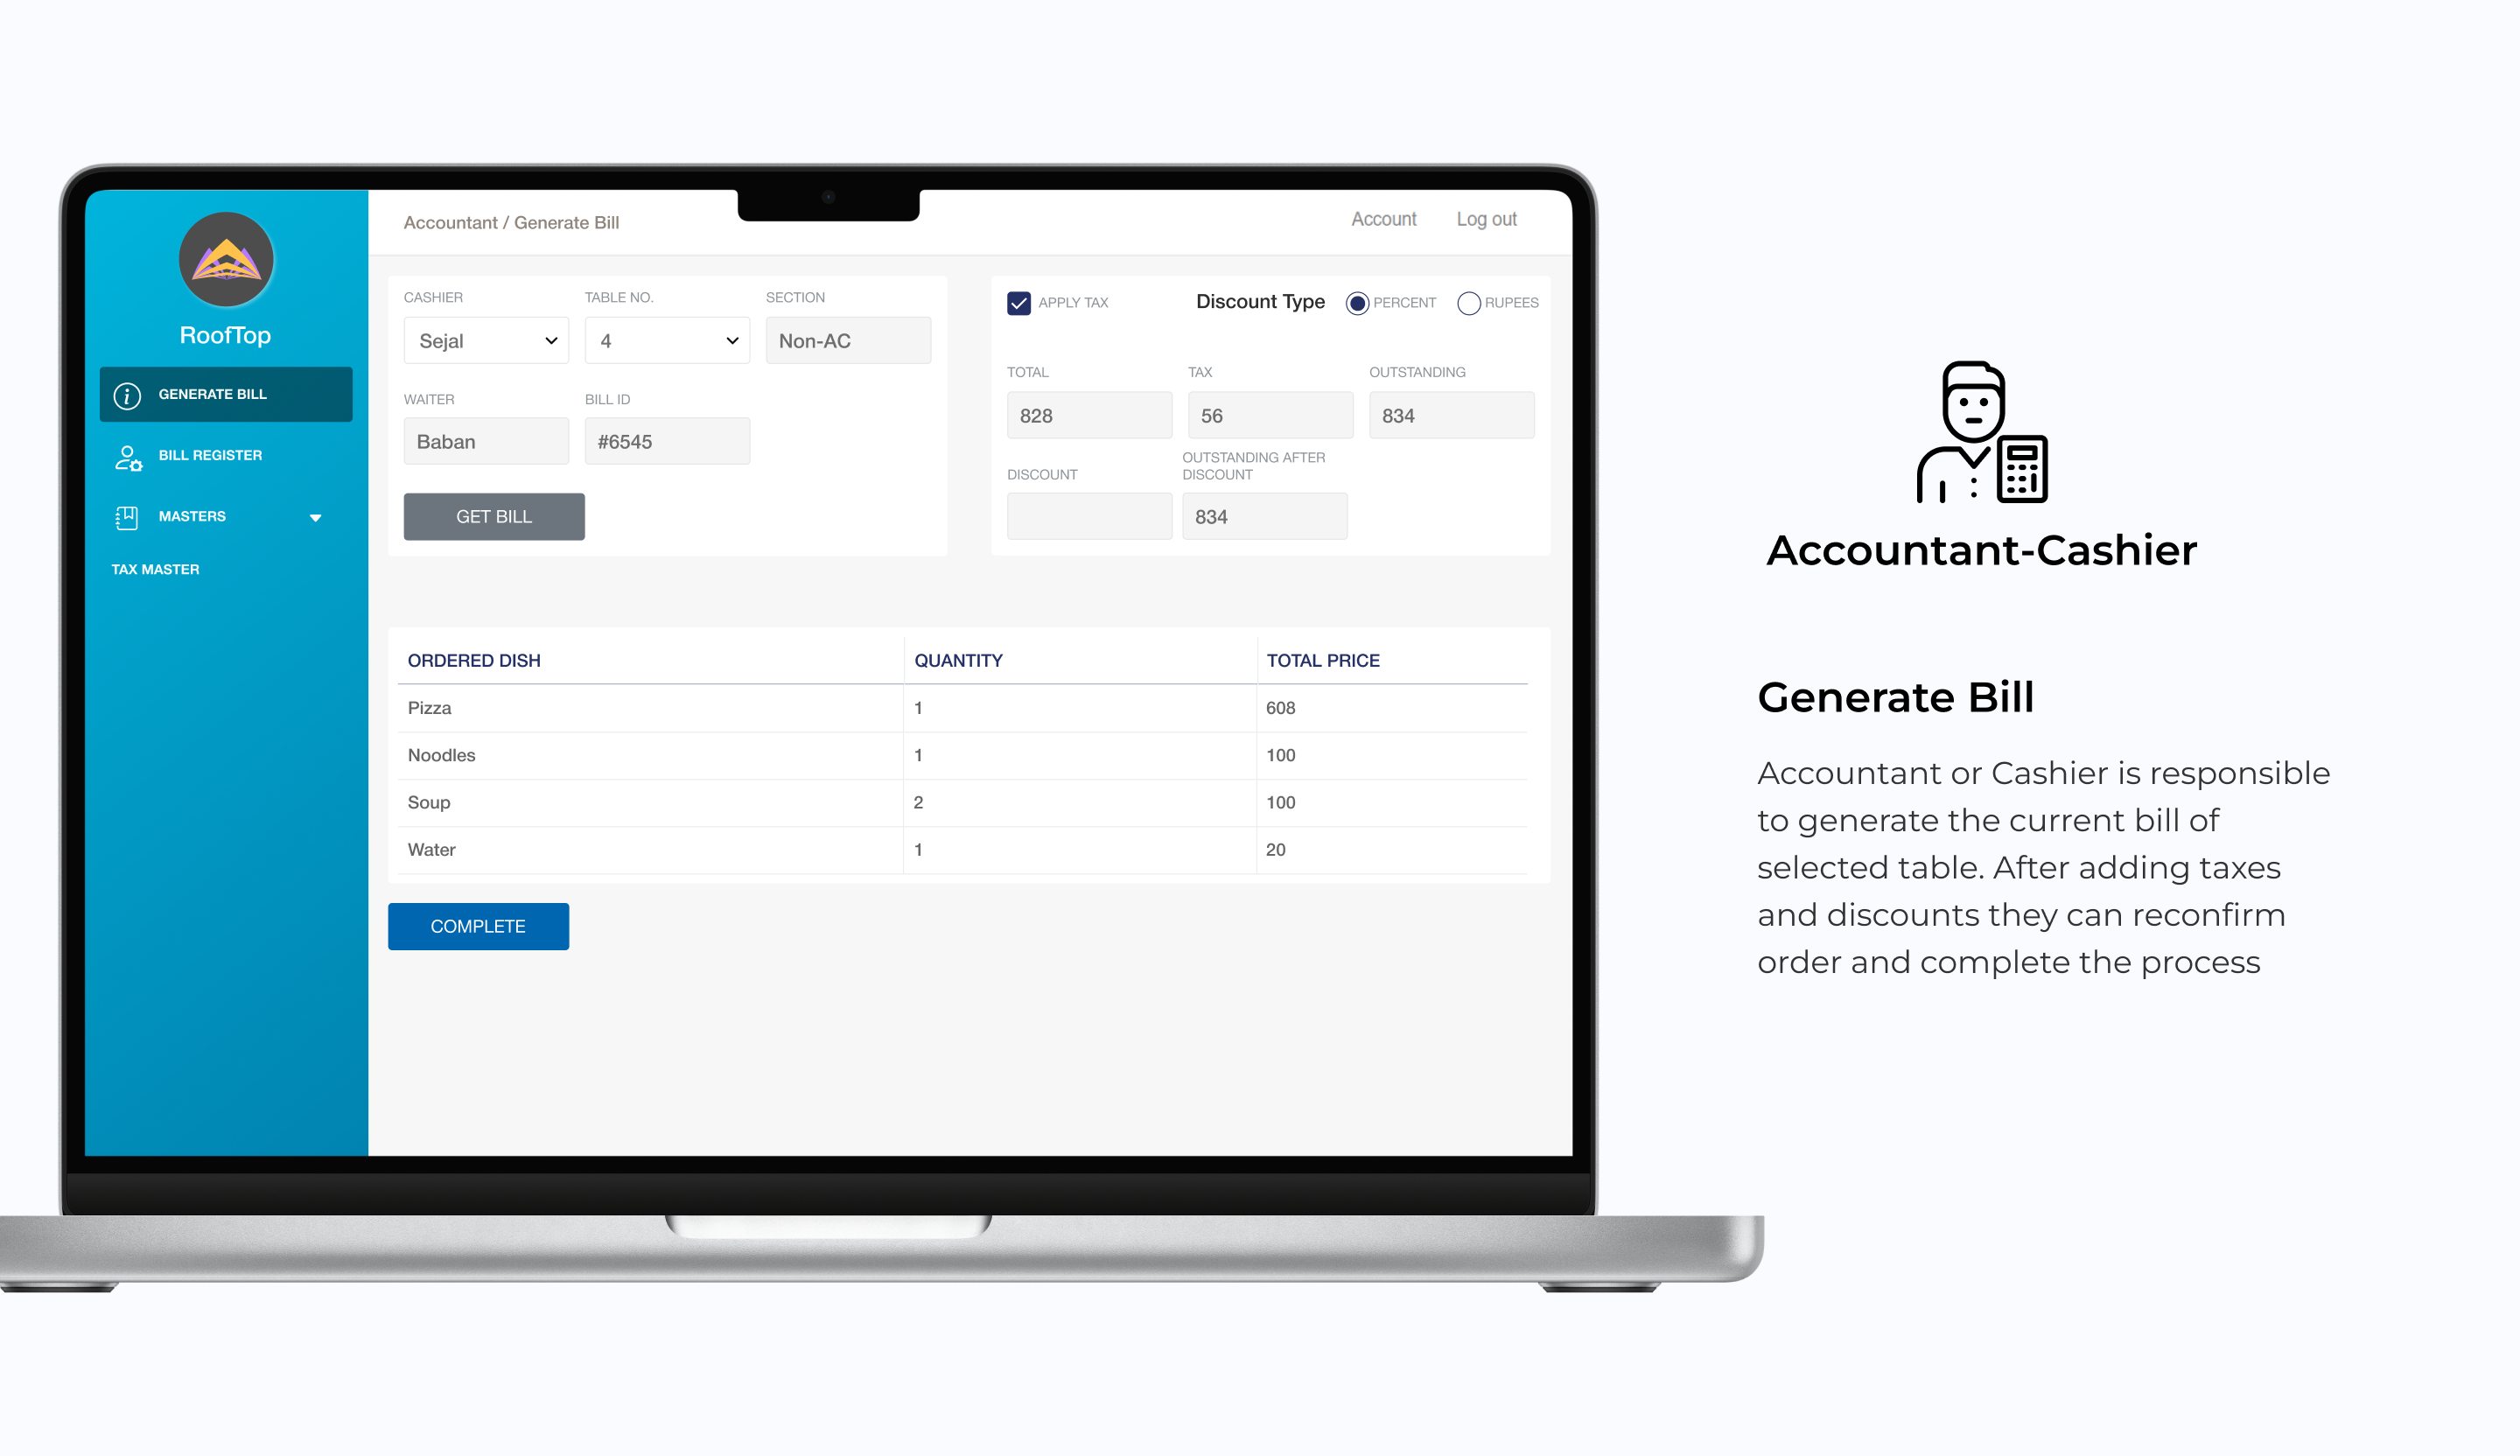 RoofTop
GENERATE BILL
BILL REGISTER
MASTERS
TAX MASTER
Accountant / Generate Bill
Account
Log out
CASHIER
TABLE NO.
SECTION
Sejal
4
Non-AC
WAITER
BILL ID
Baban
#6545
GET BILL
APPLY TAX
Discount Type
PERCENT
RUPEES
TOTAL
TAX
OUTSTANDING
828
56
834
DISCOUNT
OUTSTANDING AFTER
DISCOUNT
834
ORDERED DISH
QUANTITY
TOTAL PRICE
Pizza
1
608
Noodles
1
100
Soup
2
100
Water
1
20
COMPLETE
Accountant-Cashier
Generate Bill
Accountant or Cashier is responsible
to generate the current bill of
selected table. After adding taxes
and discounts they can reconfirm
order and complete the process